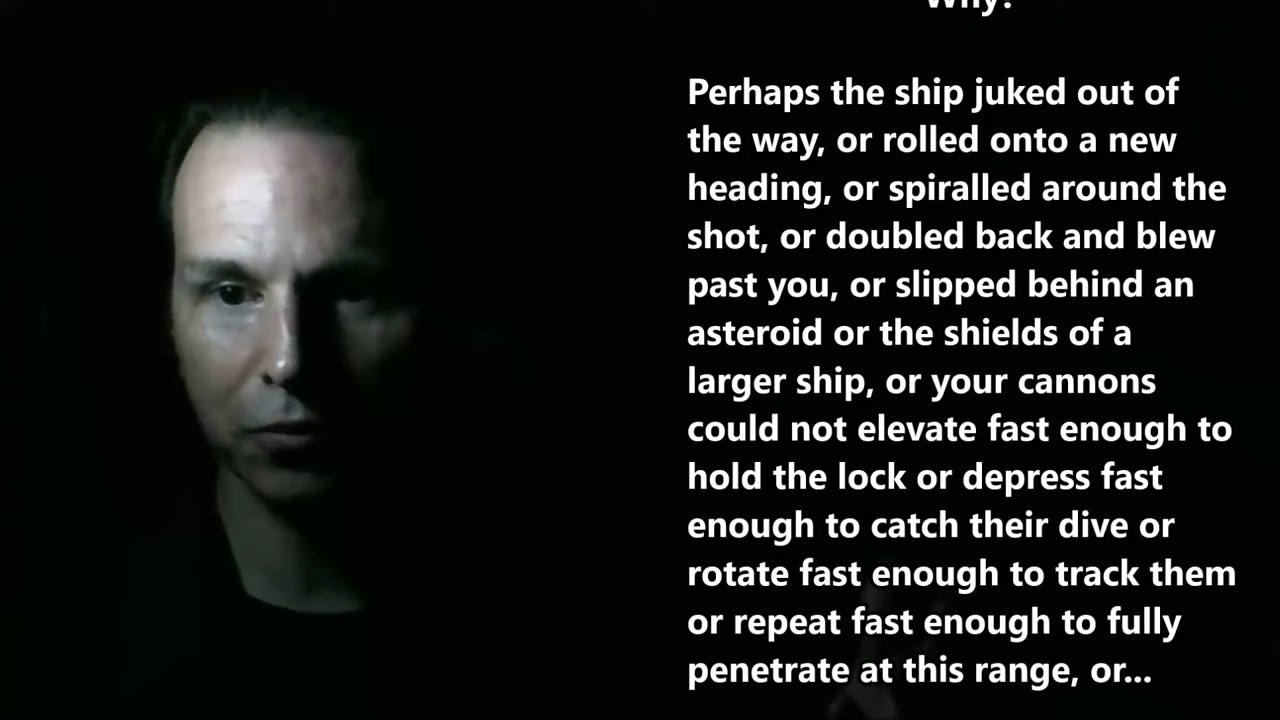 Why?
Perhaps the ship juked out of
the way, or rolled onto a new
heading, or spiralled around the
shot, or doubled back and blew
past you, or slipped behind an
asteroid or the shields of a
larger ship, or your cannons
could not elevate fast enough to
hold the lock or depress fast
enough to catch their dive or
rotate fast enough to track them
or repeat fast enough to fully
penetrate at this range, or...